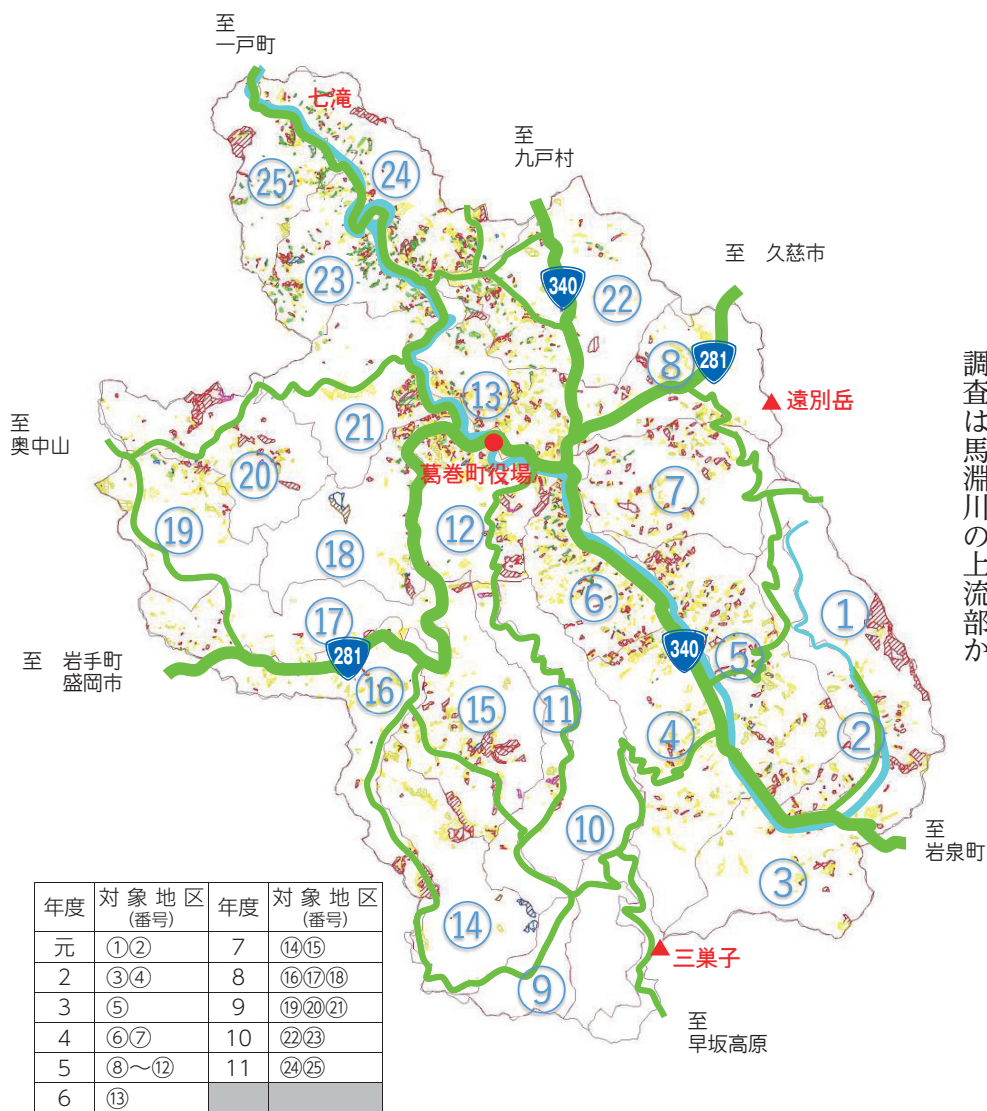 至
一戸町
七滝
至
九戸村
㉔
㉕
至 久慈市
340
㉓
㉒
⑧
281
遠別岳
⑬
至
奥中山
㉑
葛巻町役場
⑳
⑦
⑲
⑫
⑱
調査は馬淵川の上流部か
⑥
①
⑰
至 岩手町
盛岡市
281
340
⑤
⑯
⑮
⑪
④
②
⑩
至
岩泉町
③
⑭
三巣子
⑨
至
早坂高原
年度 対象地区(番号) 年度 対象地区(番号)
元 ①② 7 ⑭⑮
2 ③④ 8 ⑯⑰⑱
3 ⑤ 9 ⑲⑳㉑
4 ⑥⑦ 10 ㉒㉓
5 ⑧〜⑫ 11 ㉔㉕
6 ⑬